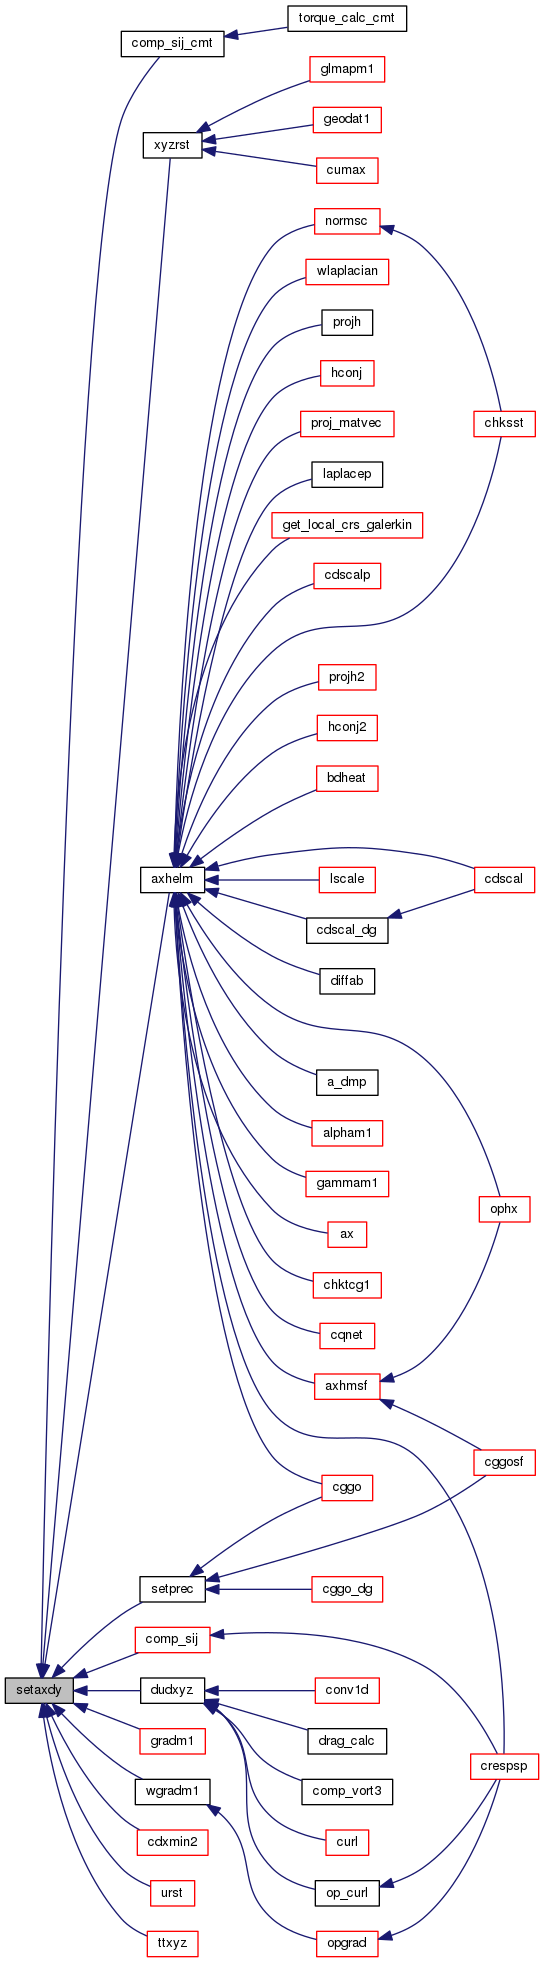 torque_calc_cmt
comp_sij_cmt
glmapm1
geodat1
xyzrst
cumax
normsc
wlaplacian
projh
hconj
proj_matvec
chksst
laplacep
get_local_crs_galerkin
cdscalp
projh2
hconj2
bdheat
axhelm
lscale
cdscal
cdscal_dg
diffab
a_dmp
alpham1
gammam1
ophx
ax
chktcg1
cqnet
axhmsf
cggosf
cggo
setprec
cggo_dg
comp_sij
setaxdy
dudxyz
conv1d
gradm1
drag_calc
crespsp
wgradm1
comp_vort3
cdxmin2
curl
urst
op_curl
ttxyz
opgrad